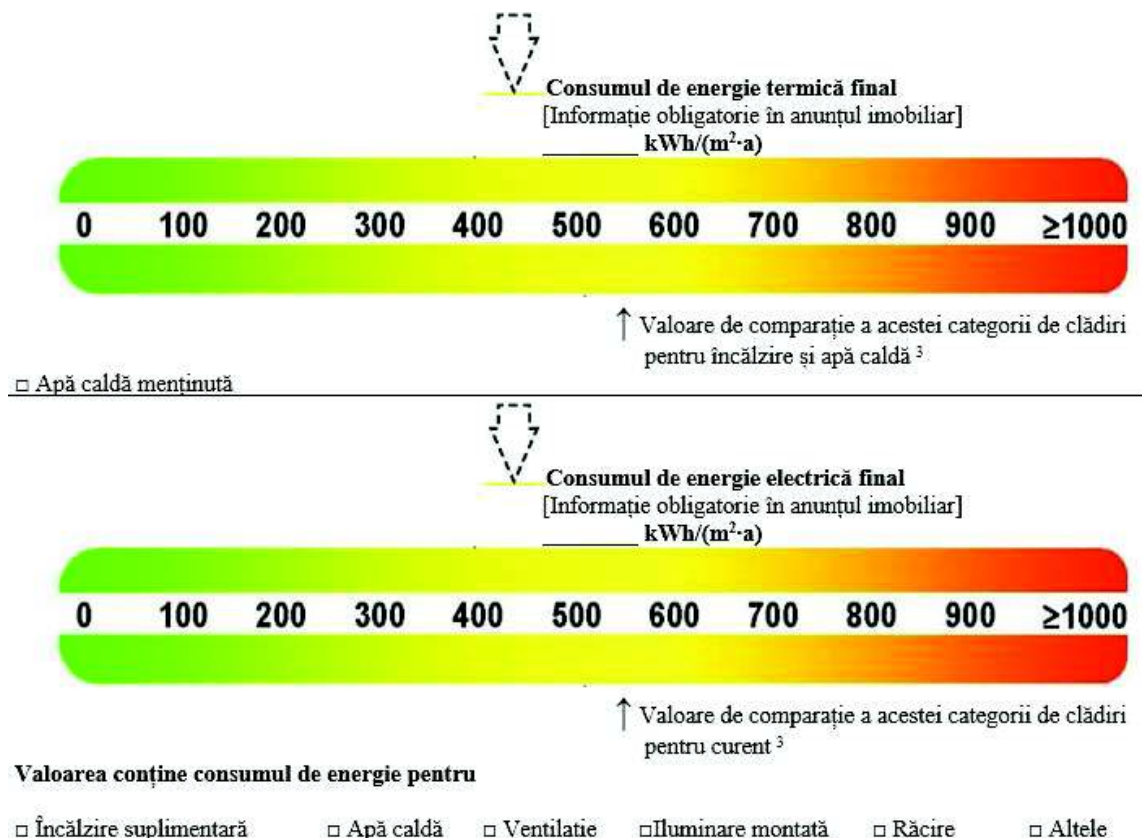 Consumul de energie termică final
[Informație obligatorie în anunțul imobiliar]
________ kWh/(m²·a)
0 100 200 300 400 500 600 700 800 900 ≥1000
↑ Valoare de comparație a acestei categorii de clădiri
pentru încălzire și apă caldă ³
□ Apă caldă menținută
Consumul de energie electrică final
[Informație obligatorie în anunțul imobiliar]
________ kWh/(m²·a)
0 100 200 300 400 500 600 700 800 900 ≥1000
↑ Valoare de comparație a acestei categorii de clădiri
pentru curent ³
Valoarea conține consumul de energie pentru
□ Încălzire suplimentară □ Apă caldă □ Ventilație □Iluminare montată □ Răcire □ Altele